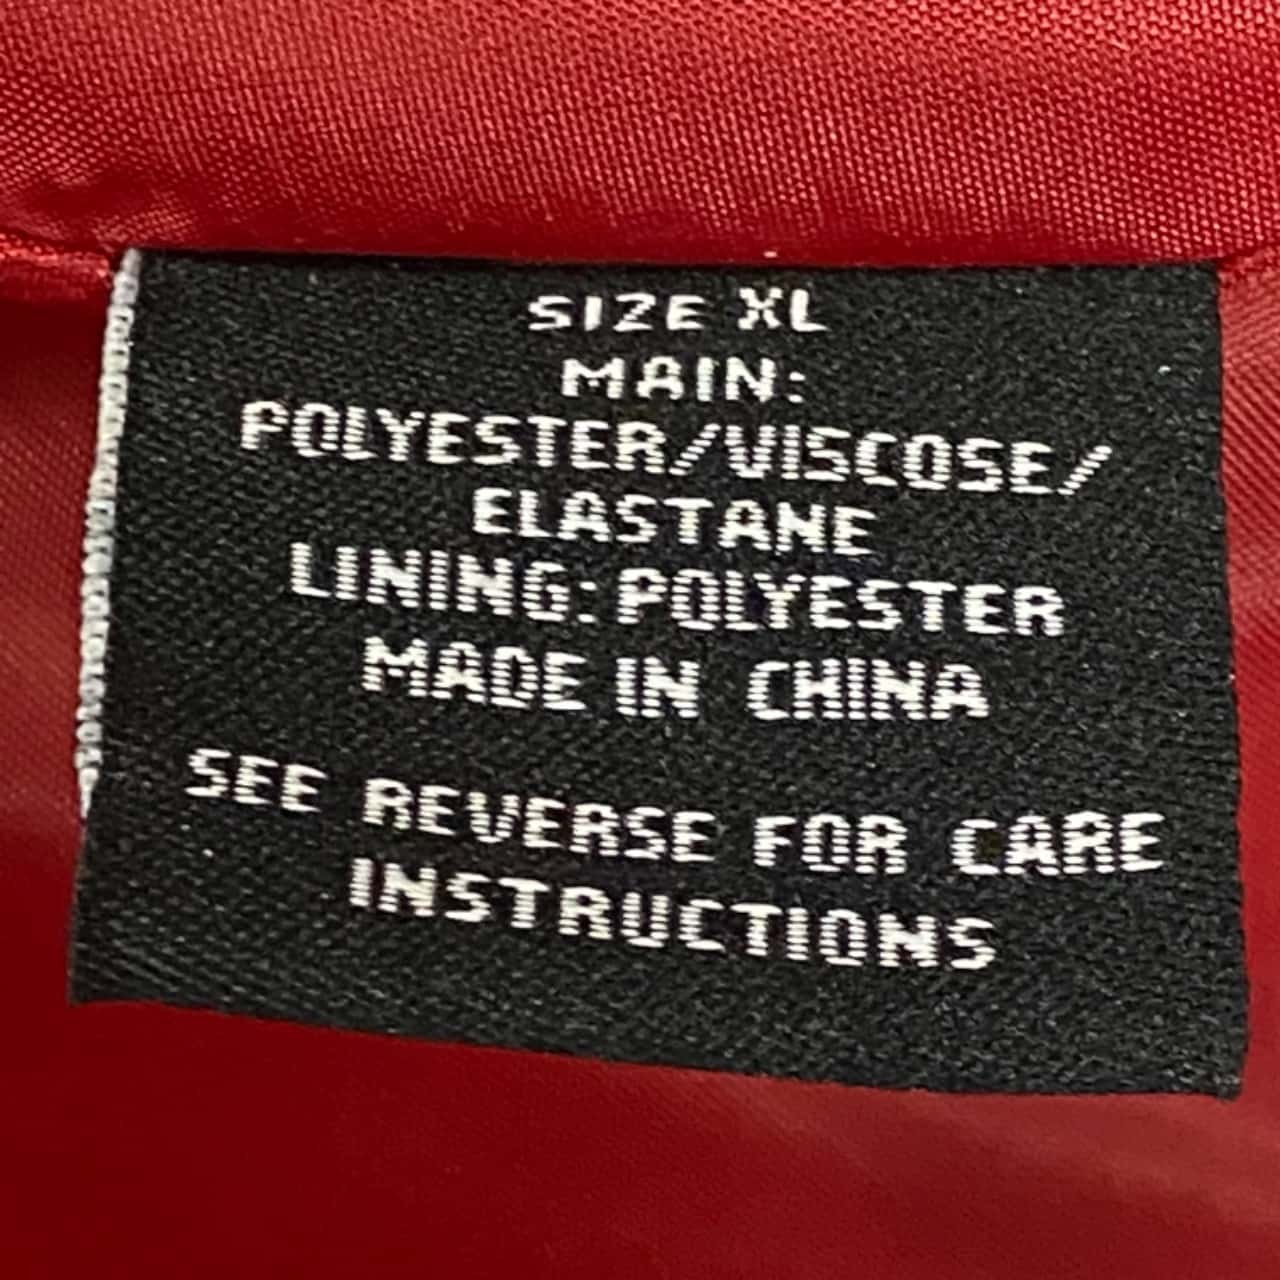 SIZE XL
MAIN:
POLYESTER/VISCOSE/
ELASTANE
LINING: POLYESTER
MADE IN CHINA
SEE REVERSE FOR CARE
INSTRUCTIONS